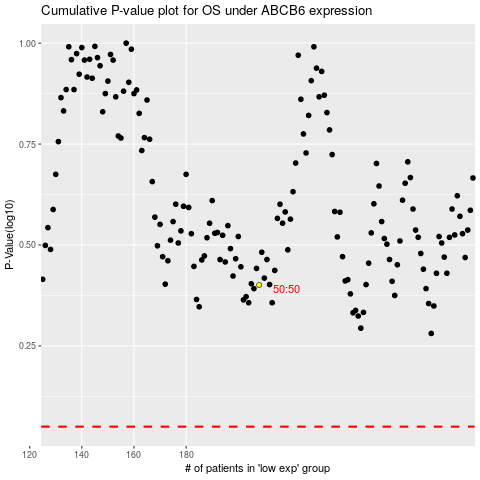 Cumulative P-value plot for OS under ABCB6 expression
1.00
0.75
P-Value(log10)
0.50
50:50
0.25
120 140 160 180
# of patients in 'low exp' group